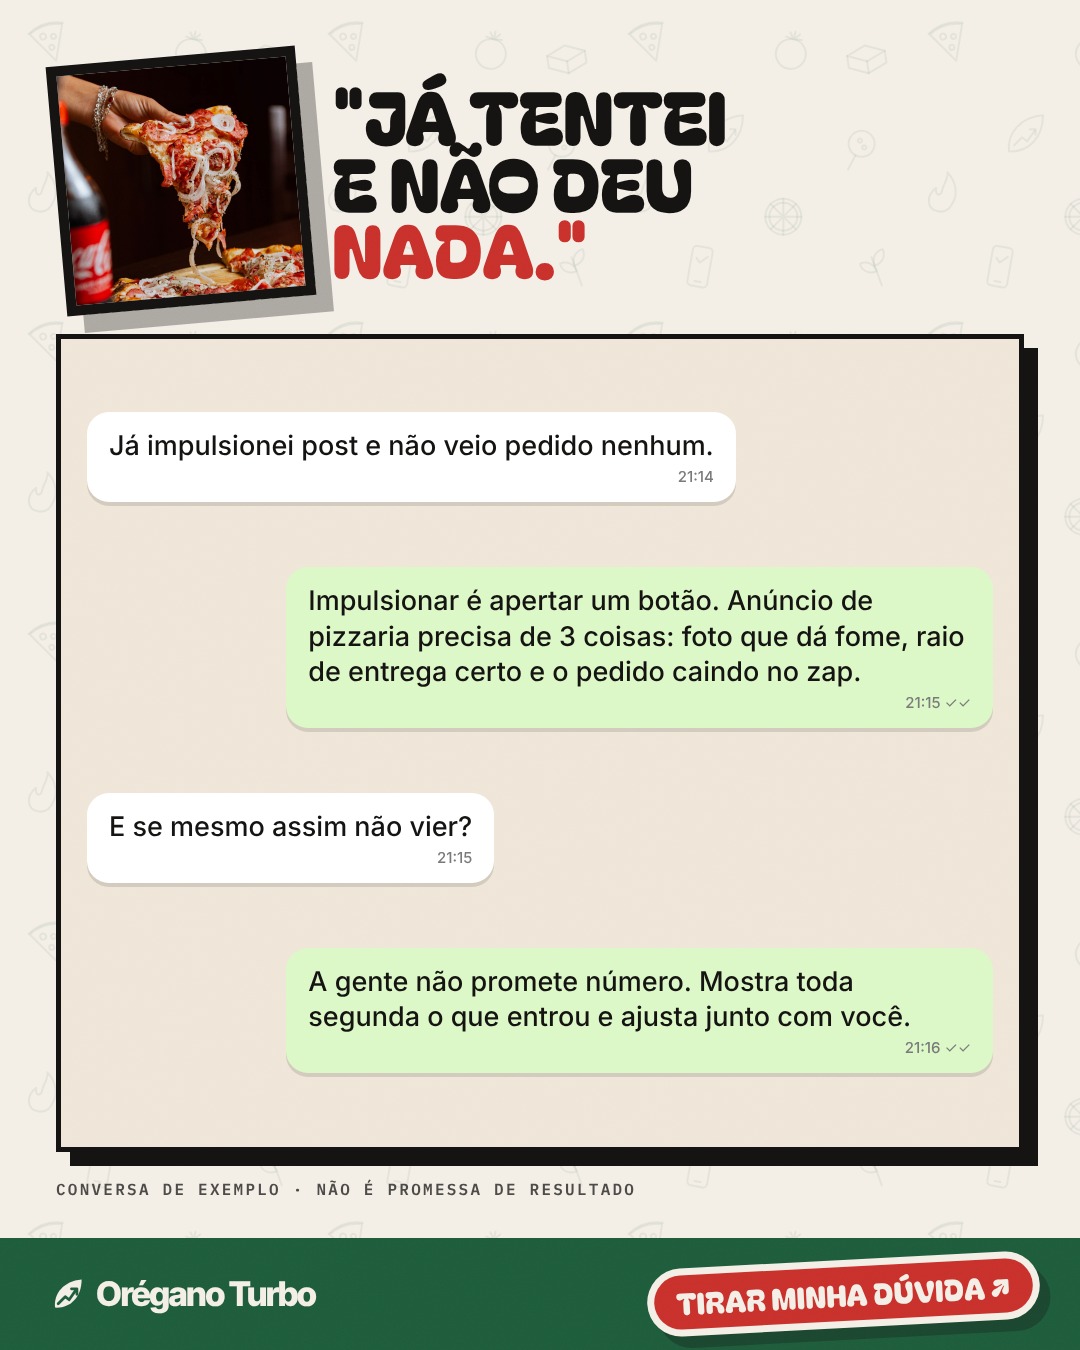 "JÁ TENTEI
E NÃO DEU
NADA."
Já impulsionei post e não veio pedido nenhum.
21:14
Impulsionar é apertar um botão. Anúncio de
pizzaria precisa de 3 coisas: foto que dá fome, raio
de entrega certo e o pedido caindo no zap.
21:15 ✓✓
E se mesmo assim não vier?
21:15
A gente não promete número. Mostra toda
segunda o que entrou e ajusta junto com você.
21:16 ✓✓
CONVERSA DE EXEMPLO · NÃO É PROMESSA DE RESULTADO
Orégano Turbo
TIRAR MINHA DÚVIDA ↗